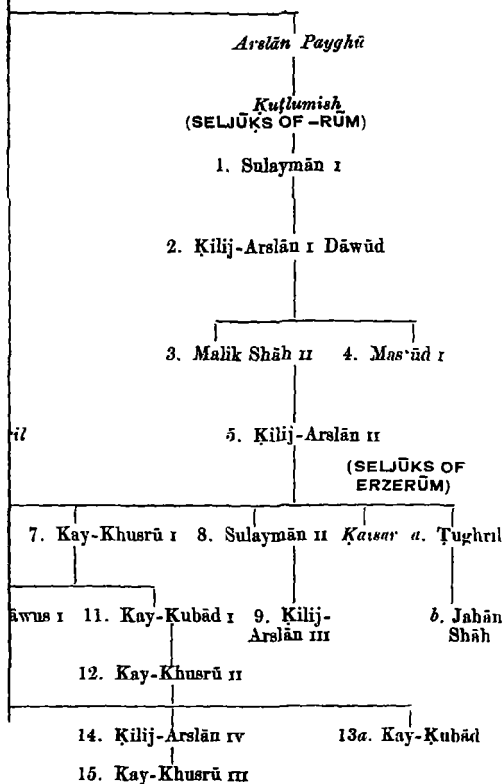 Arslān Payghū
Ḳutlumish
(SELJŪḲS OF -RŪM)
1. Sulaymān I
2. Ḳilij-Arslān I Dāwūd
3. Malik Shāh II 4. Mas‘ūd I
5. Ḳilij-Arslān II
(SELJŪḲS OF
ERZERŪM)
7. Kay-Khusrū I 8. Sulaymān II Ḳaisar a. Ṭughril
āwus I 11. Kay-Kubād I 9. Ḳilij- b. Jahān
Arslān III Shāh
12. Kay-Khusrū II
14. Ḳilij-Arslān IV 13a. Kay-Ḳubād
15. Kay-Khusrū III